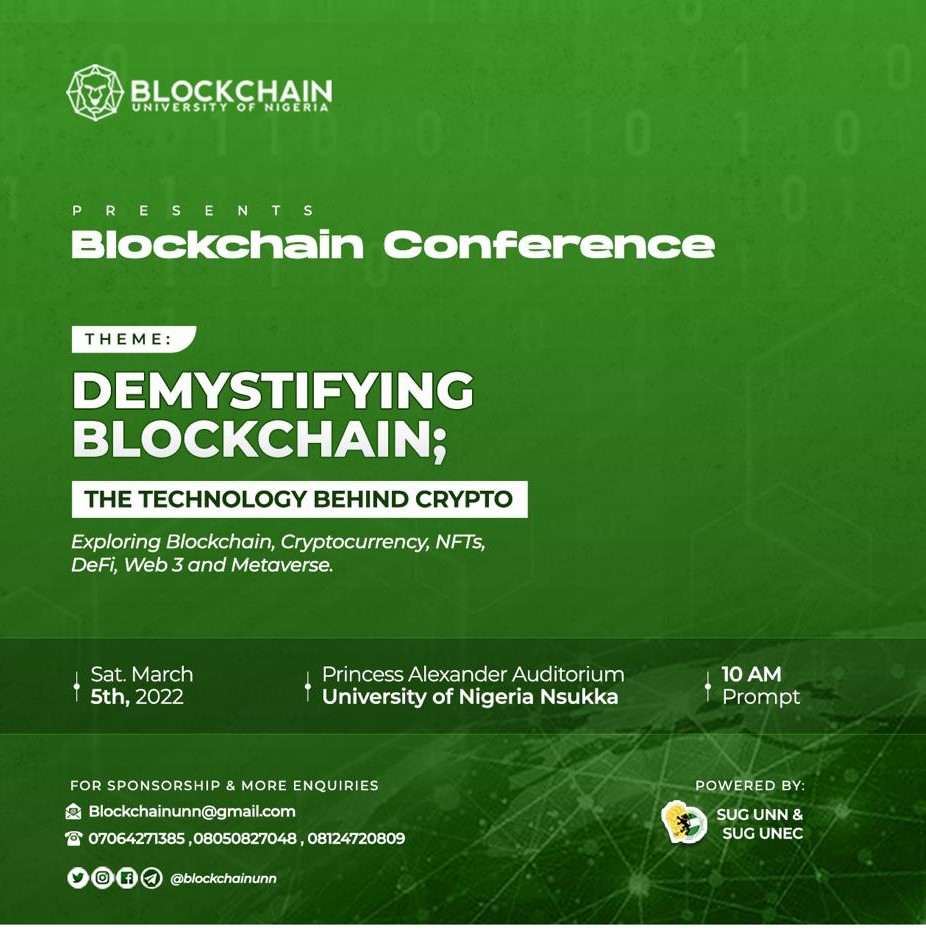 BLOCKCHAIN
UNIVERSITY OF NIGERIA
PRESENTS
Blockchain Conference
THEME:
DEMYSTIFYING
BLOCKCHAIN;
THE TECHNOLOGY BEHIND CRYPTO
Exploring Blockchain, Cryptocurrency, NFTs,
DeFi, Web 3 and Metaverse.
Sat. March
5th, 2022
Princess Alexander Auditorium
University of Nigeria Nsukka
10 AM
Prompt
FOR SPONSORSHIP & MORE ENQUIRIES
Blockchainunn@gmail.com
07064271385 ,08050827048 , 08124720809
@blockchainunn
POWERED BY:
SUG UNN &
SUG UNEC